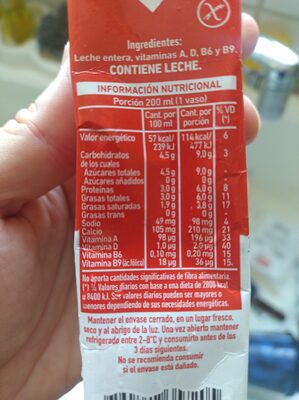 Ingredientes:
Leche entera, vitaminas A, D, B6 y B9.
CONTIENE LECHE.
INFORMACIÓN NUTRICIONAL
Porción 200 ml (1 vaso)
Cant. por 100 ml Cant. por porción % VD (*)
Valor energético 57 kcal/ 114 kcal/ 6
239 kJ 477 kJ
Carbohidratos 4,5 g 9,0 g 3
de los cuales
Azúcares totales 4,5 g 9,0 g
Azúcares añadidos 0 g 0 g
Proteínas 3,0 g 6,0 g 8
Grasas totales 3,0 g 6,0 g 11
Grasas saturadas 1,9 g 3,8 g 17
Grasas trans 0 g 0 g
Sodio 49 mg 98 mg 4
Calcio 105 mg 210 mg 21
Vitamina A 98 µg 196 µg 33
Vitamina D 1,0 µg 2,0 µg 40
Vitamina B6 0,10 mg 0,20 mg 15
Vitamina B9 (ác. fólico) 18 µg 36 µg 15
No aporta cantidades significativas de fibra alimentaria.
(*) % Valores diarios con base a una dieta de 2000 kcal
u 8400 kJ. Sus valores diarios pueden ser mayores o
menores dependiendo de sus necesidades energéticas.
Mantener el envase cerrado, en un lugar fresco,
seco y al abrigo de la luz. Una vez abierto mantener
refrigerado entre 2-8°C y consumirlo antes de los
3 días siguientes.
No se recomienda consumir
si el envase está dañado.